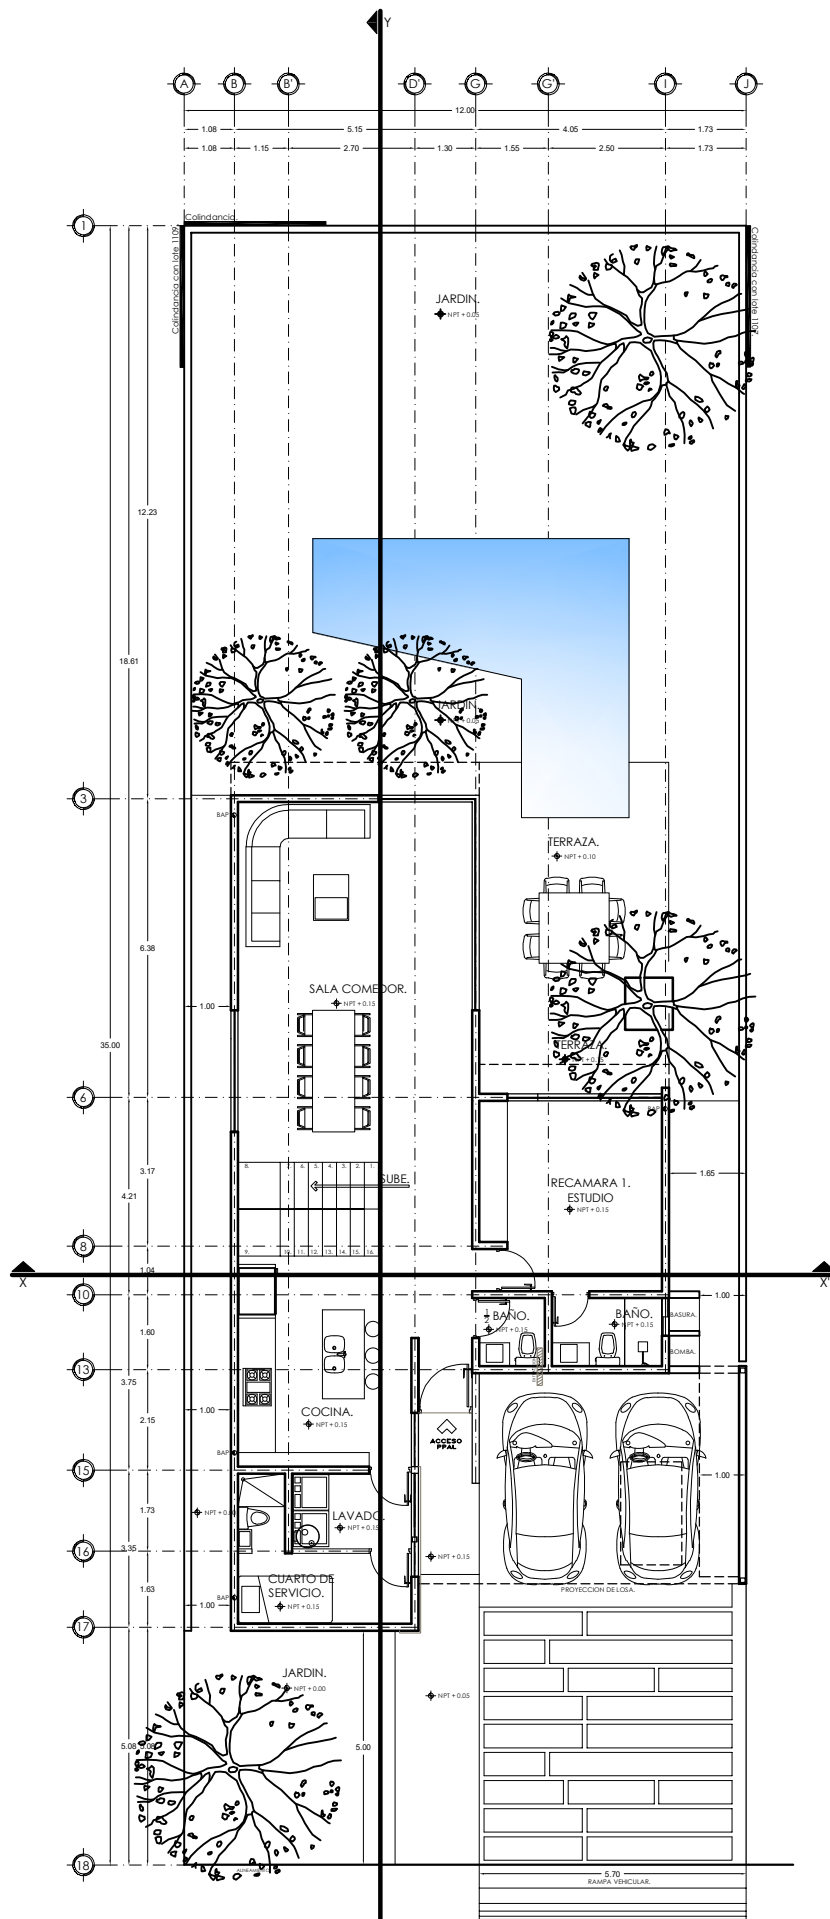 Y
A B B' D' G G' I J
12.00
1.08 5.15 4.05 1.73
1.08 1.15 2.70 1.30 1.55 2.50 1.73
1
Colindancia.
Colindancia con lote 1109
Colindancia con lote 1107
JARDIN.
NPT + 0.05
12.23
18.61
JARDIN.
3
BAP
TERRAZA.
NPT + 0.10
6.38
SALA COMEDOR.
NPT + 0.15
1.00
35.00
TERRAZA.
6
BAP
8. 7. 6. 5. 4. 3. 2. 1.
3.17
SUBE.
1.65
RECAMARA 1.
ESTUDIO
4.21
NPT + 0.15
8
9. 10. 11. 12. 13. 14. 15. 16.
1.04
X X'
10
1.00
1/2 BAÑO.
NPT + 0.15
BAÑO.
NPT + 0.15
BASURA.
1.60
BOMBA.
13
3.75
1.00
COCINA.
NPT + 0.15
2.15
ACCESO
PPAL
BAP
15
1.00
1.73
LAVADO.
NPT + 0.15
16
3.35
NPT + 0.15
CUARTO DE
SERVICIO.
NPT + 0.15
1.63
BAP
1.00
PROYECCION DE LOSA.
17
JARDIN.
NPT + 0.00
NPT + 0.05
5.08 5.08
5.00
18
5.70
RAMPA VEHICULAR.